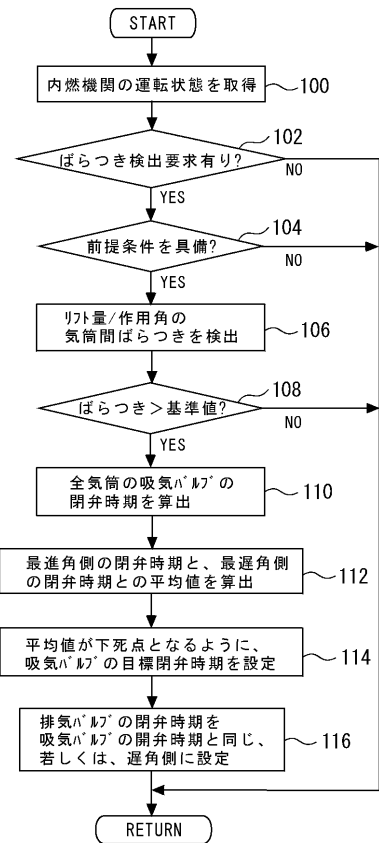 START
内燃機関の運転状態を取得
100
102
ばらつき検出要求有り?
NO
YES
104
前提条件を具備?
NO
YES
ﾘﾌﾄ量/作用角の
気筒間ばらつきを検出
106
108
ばらつき>基準値?
NO
YES
全気筒の吸気ﾊﾞﾙﾌﾞの
閉弁時期を算出
110
最進角側の閉弁時期と、最遅角側
の閉弁時期との平均値を算出
112
平均値が下死点となるように、
吸気ﾊﾞﾙﾌﾞの目標閉弁時期を設定
114
排気ﾊﾞﾙﾌﾞの閉弁時期を
吸気ﾊﾞﾙﾌﾞの開弁時期と同じ、
若しくは、遅角側に設定
116
RETURN